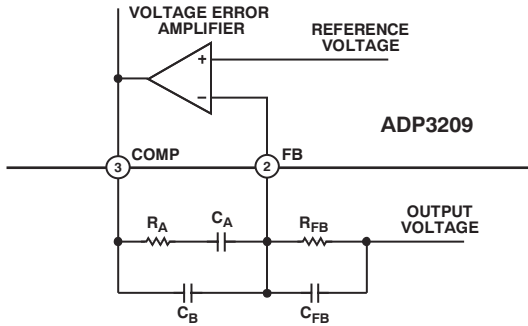 VOLTAGE ERROR
AMPLIFIER
REFERENCE
VOLTAGE
+
−
ADP3209
3 COMP
2 FB
RA
CA
RFB
OUTPUT
VOLTAGE
CB
CFB